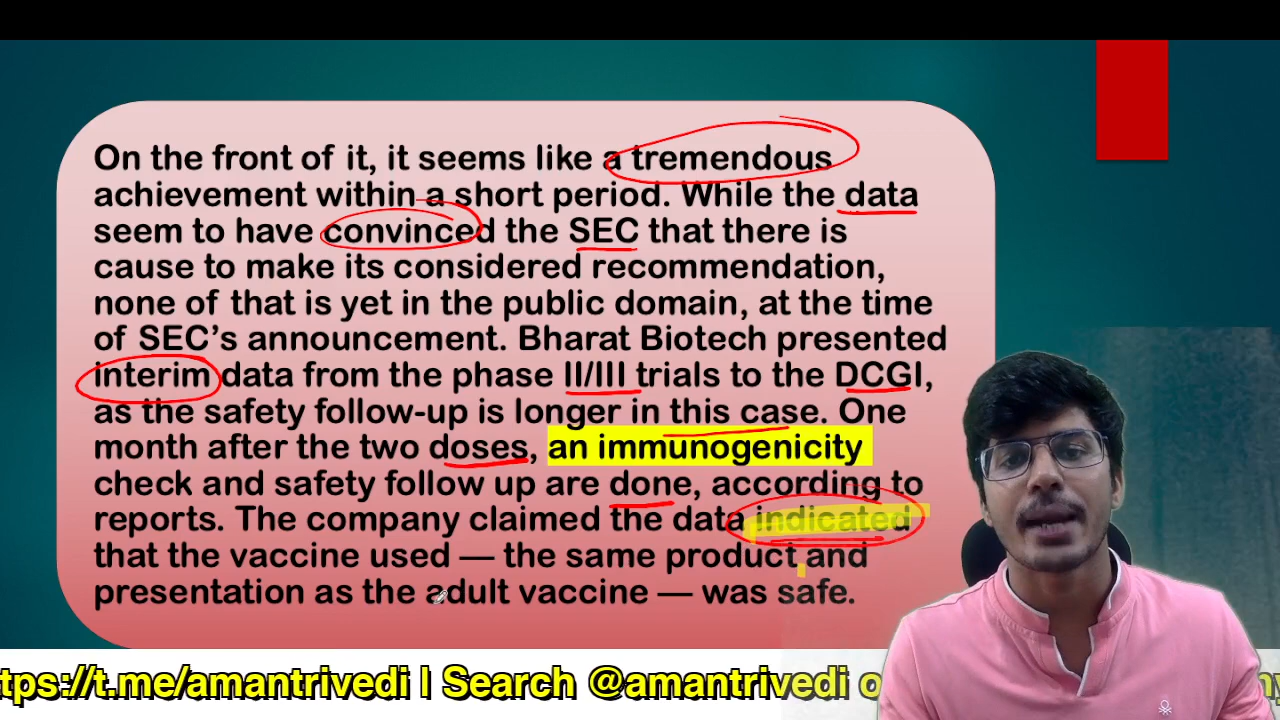 On the front of it, it seems like a tremendous
achievement within a short period. While the data
seem to have convinced the SEC that there is
cause to make its considered recommendation,
none of that is yet in the public domain, at the time
of SEC’s announcement. Bharat Biotech presented
interim data from the phase II/III trials to the DCGI,
as the safety follow-up is longer in this case. One
month after the two doses, an immunogenicity
check and safety follow up are done, according to
reports. The company claimed the data indicated
that the vaccine used — the same product and
presentation as the adult vaccine — was safe.
tps://t.me/amantrivedi I Search @amantrivedi o